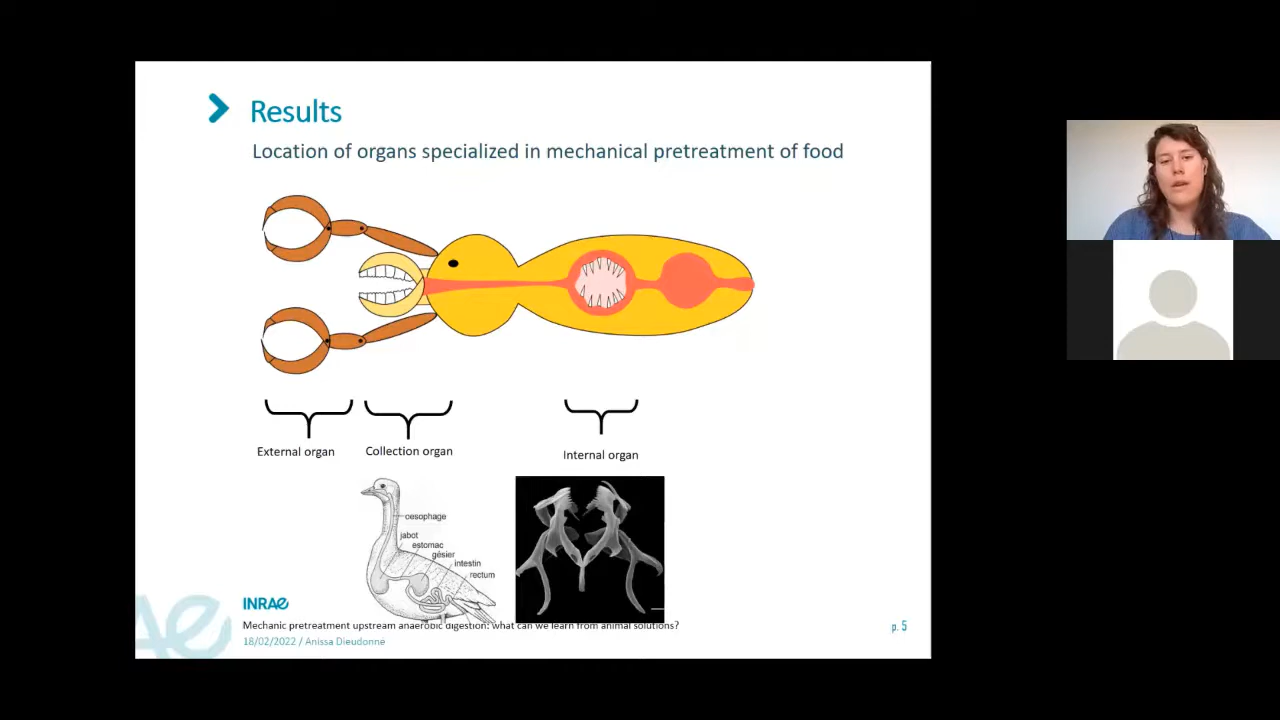 Results
Location of organs specialized in mechanical pretreatment of food
External organ
Collection organ
Internal organ
oesophage
jabot
estomac
gésier
intestin
rectum
INRAE
Mechanic pretreatment upstream anaerobic digestion: what can we learn from animal solutions?
18/02/2022 / Anissa Dieudonne
p. 5